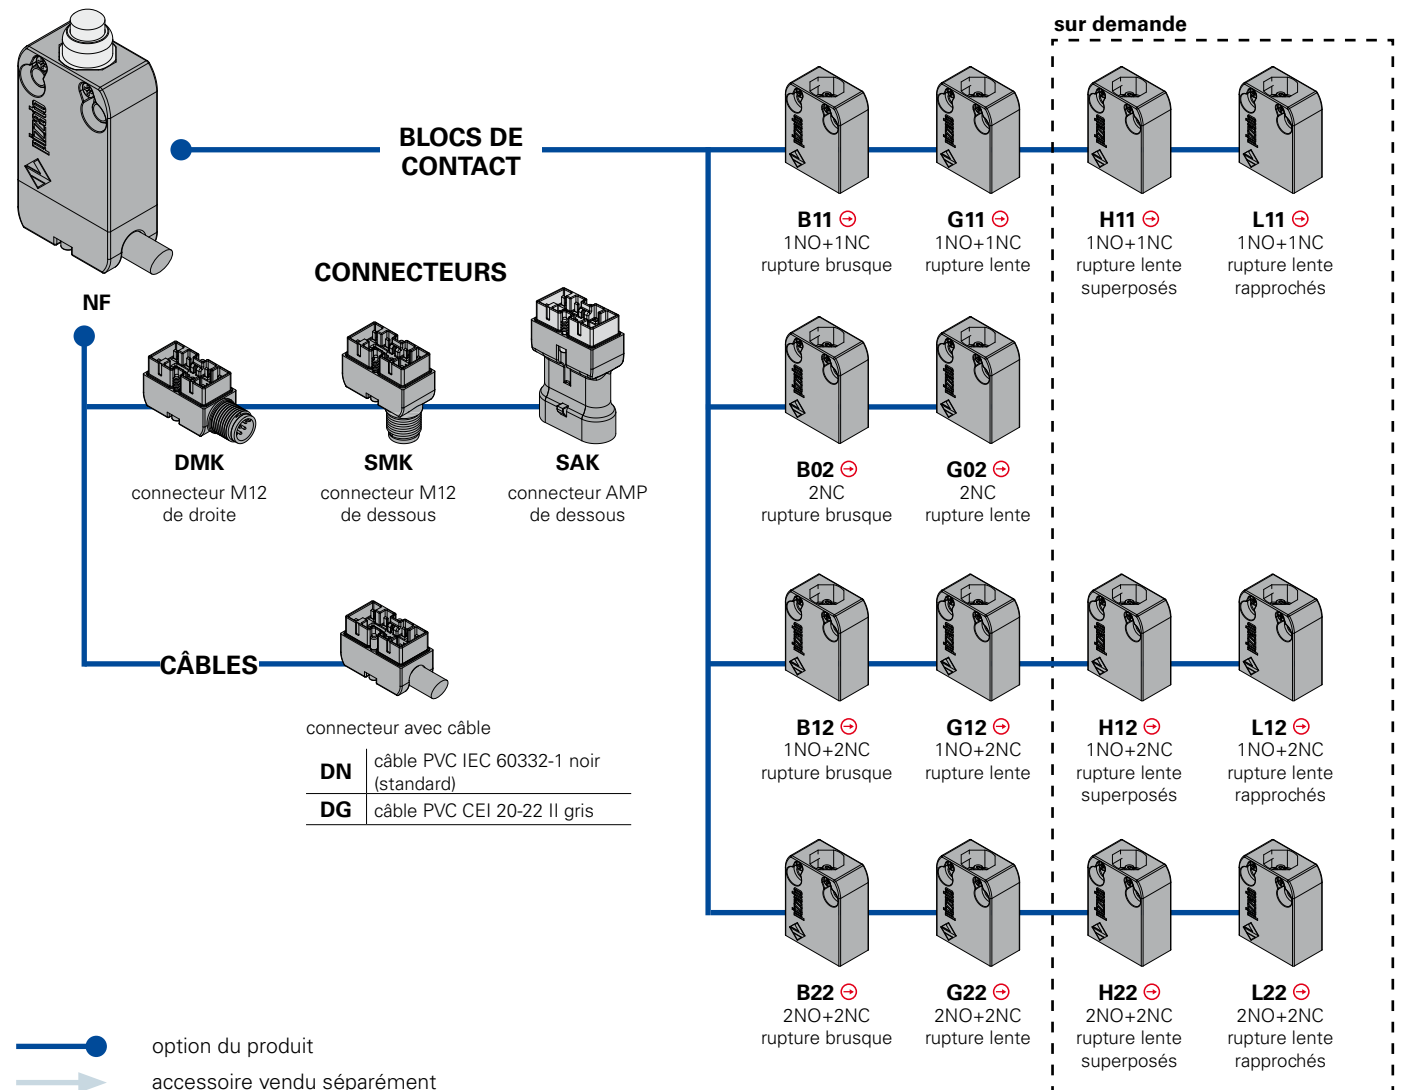 sur demande
BLOCS DE
CONTACT
B11
1NO+1NC
rupture brusque
G11
1NO+1NC
rupture lente
H11
1NO+1NC
rupture lente
superposés
L11
1NO+1NC
rupture lente
rapprochés
NF
CONNECTEURS
DMK
connecteur M12
de droite
SMK
connecteur M12
de dessous
SAK
connecteur AMP
de dessous
B02
2NC
rupture brusque
G02
2NC
rupture lente
CÂBLES
connecteur avec câble
DN câble PVC IEC 60332-1 noir
(standard)
DG câble PVC CEI 20-22 II gris
B12
1NO+2NC
rupture brusque
G12
1NO+2NC
rupture lente
H12
1NO+2NC
rupture lente
superposés
L12
1NO+2NC
rupture lente
rapprochés
B22
2NO+2NC
rupture brusque
G22
2NO+2NC
rupture lente
H22
2NO+2NC
rupture lente
superposés
L22
2NO+2NC
rupture lente
rapprochés
option du produit
accessoire vendu séparément